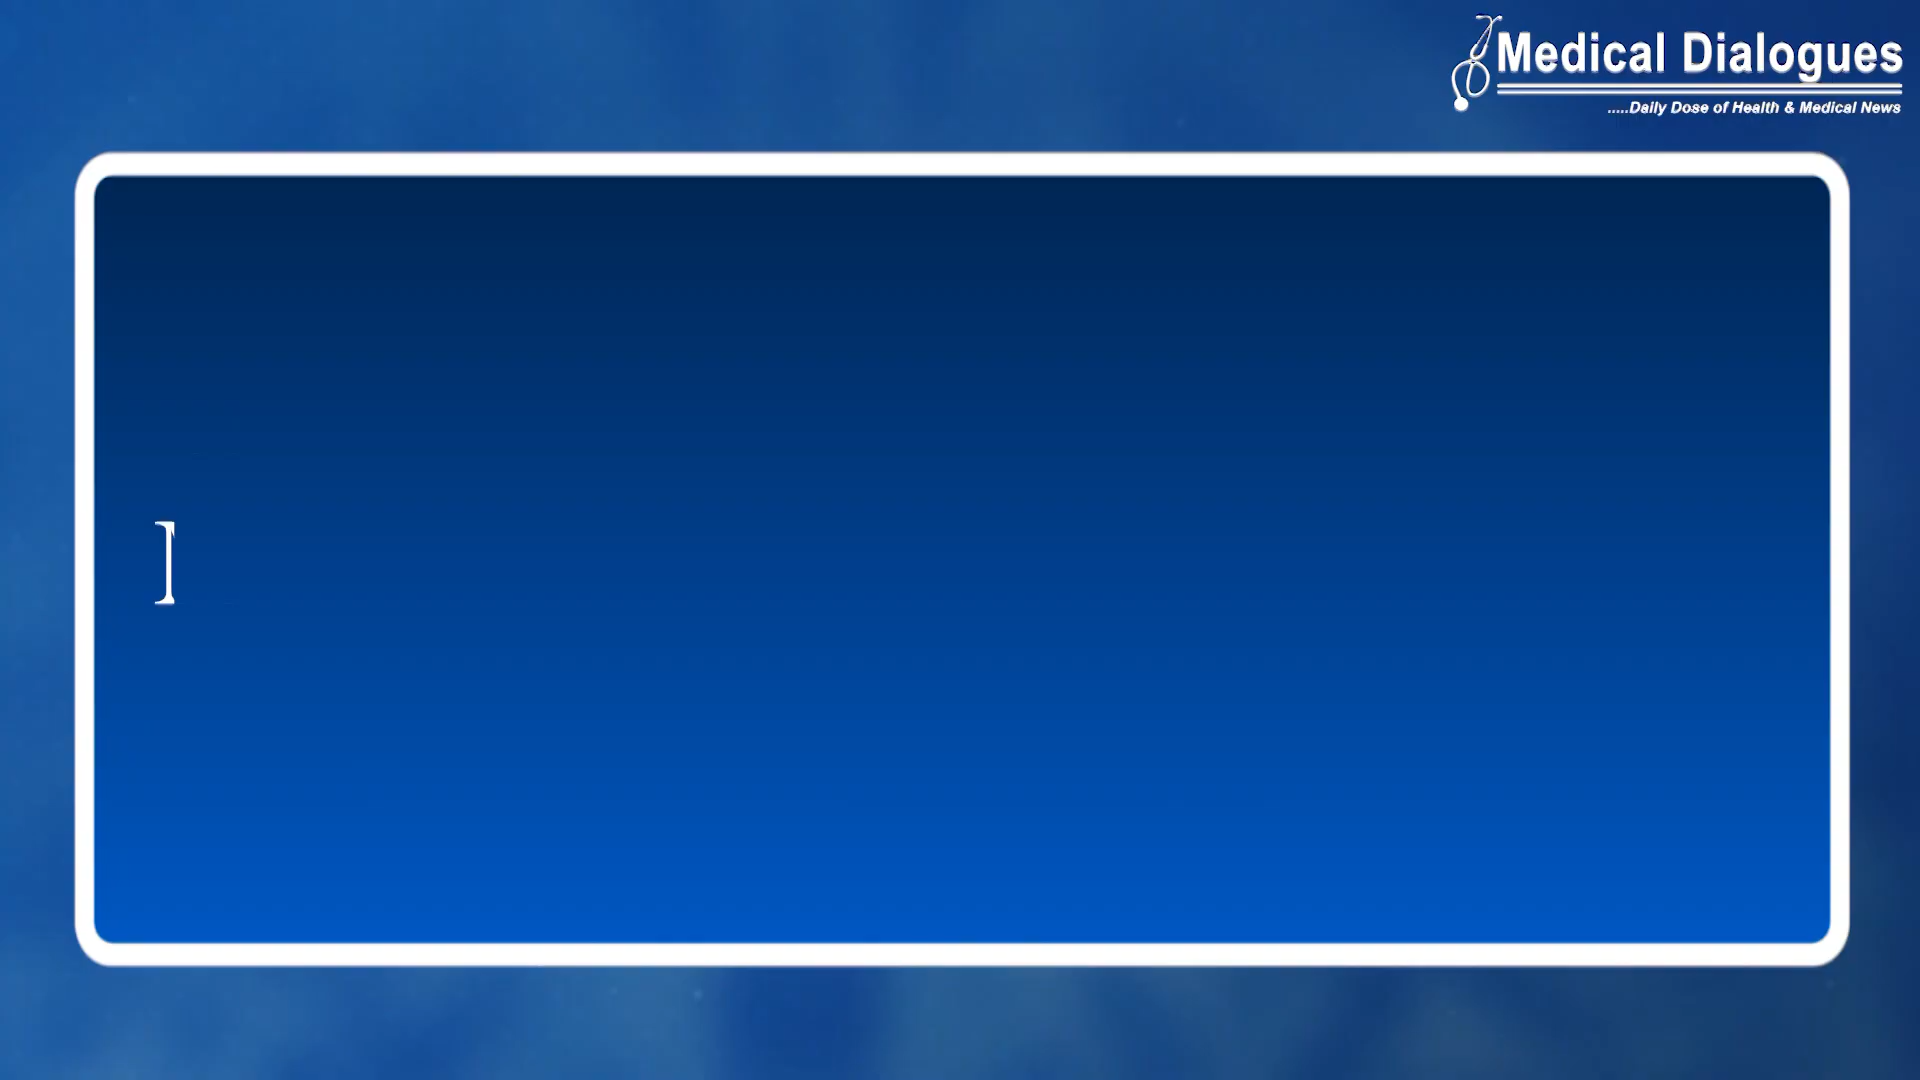 Medical Dialogues
.....Daily Dose of Health & Medical News